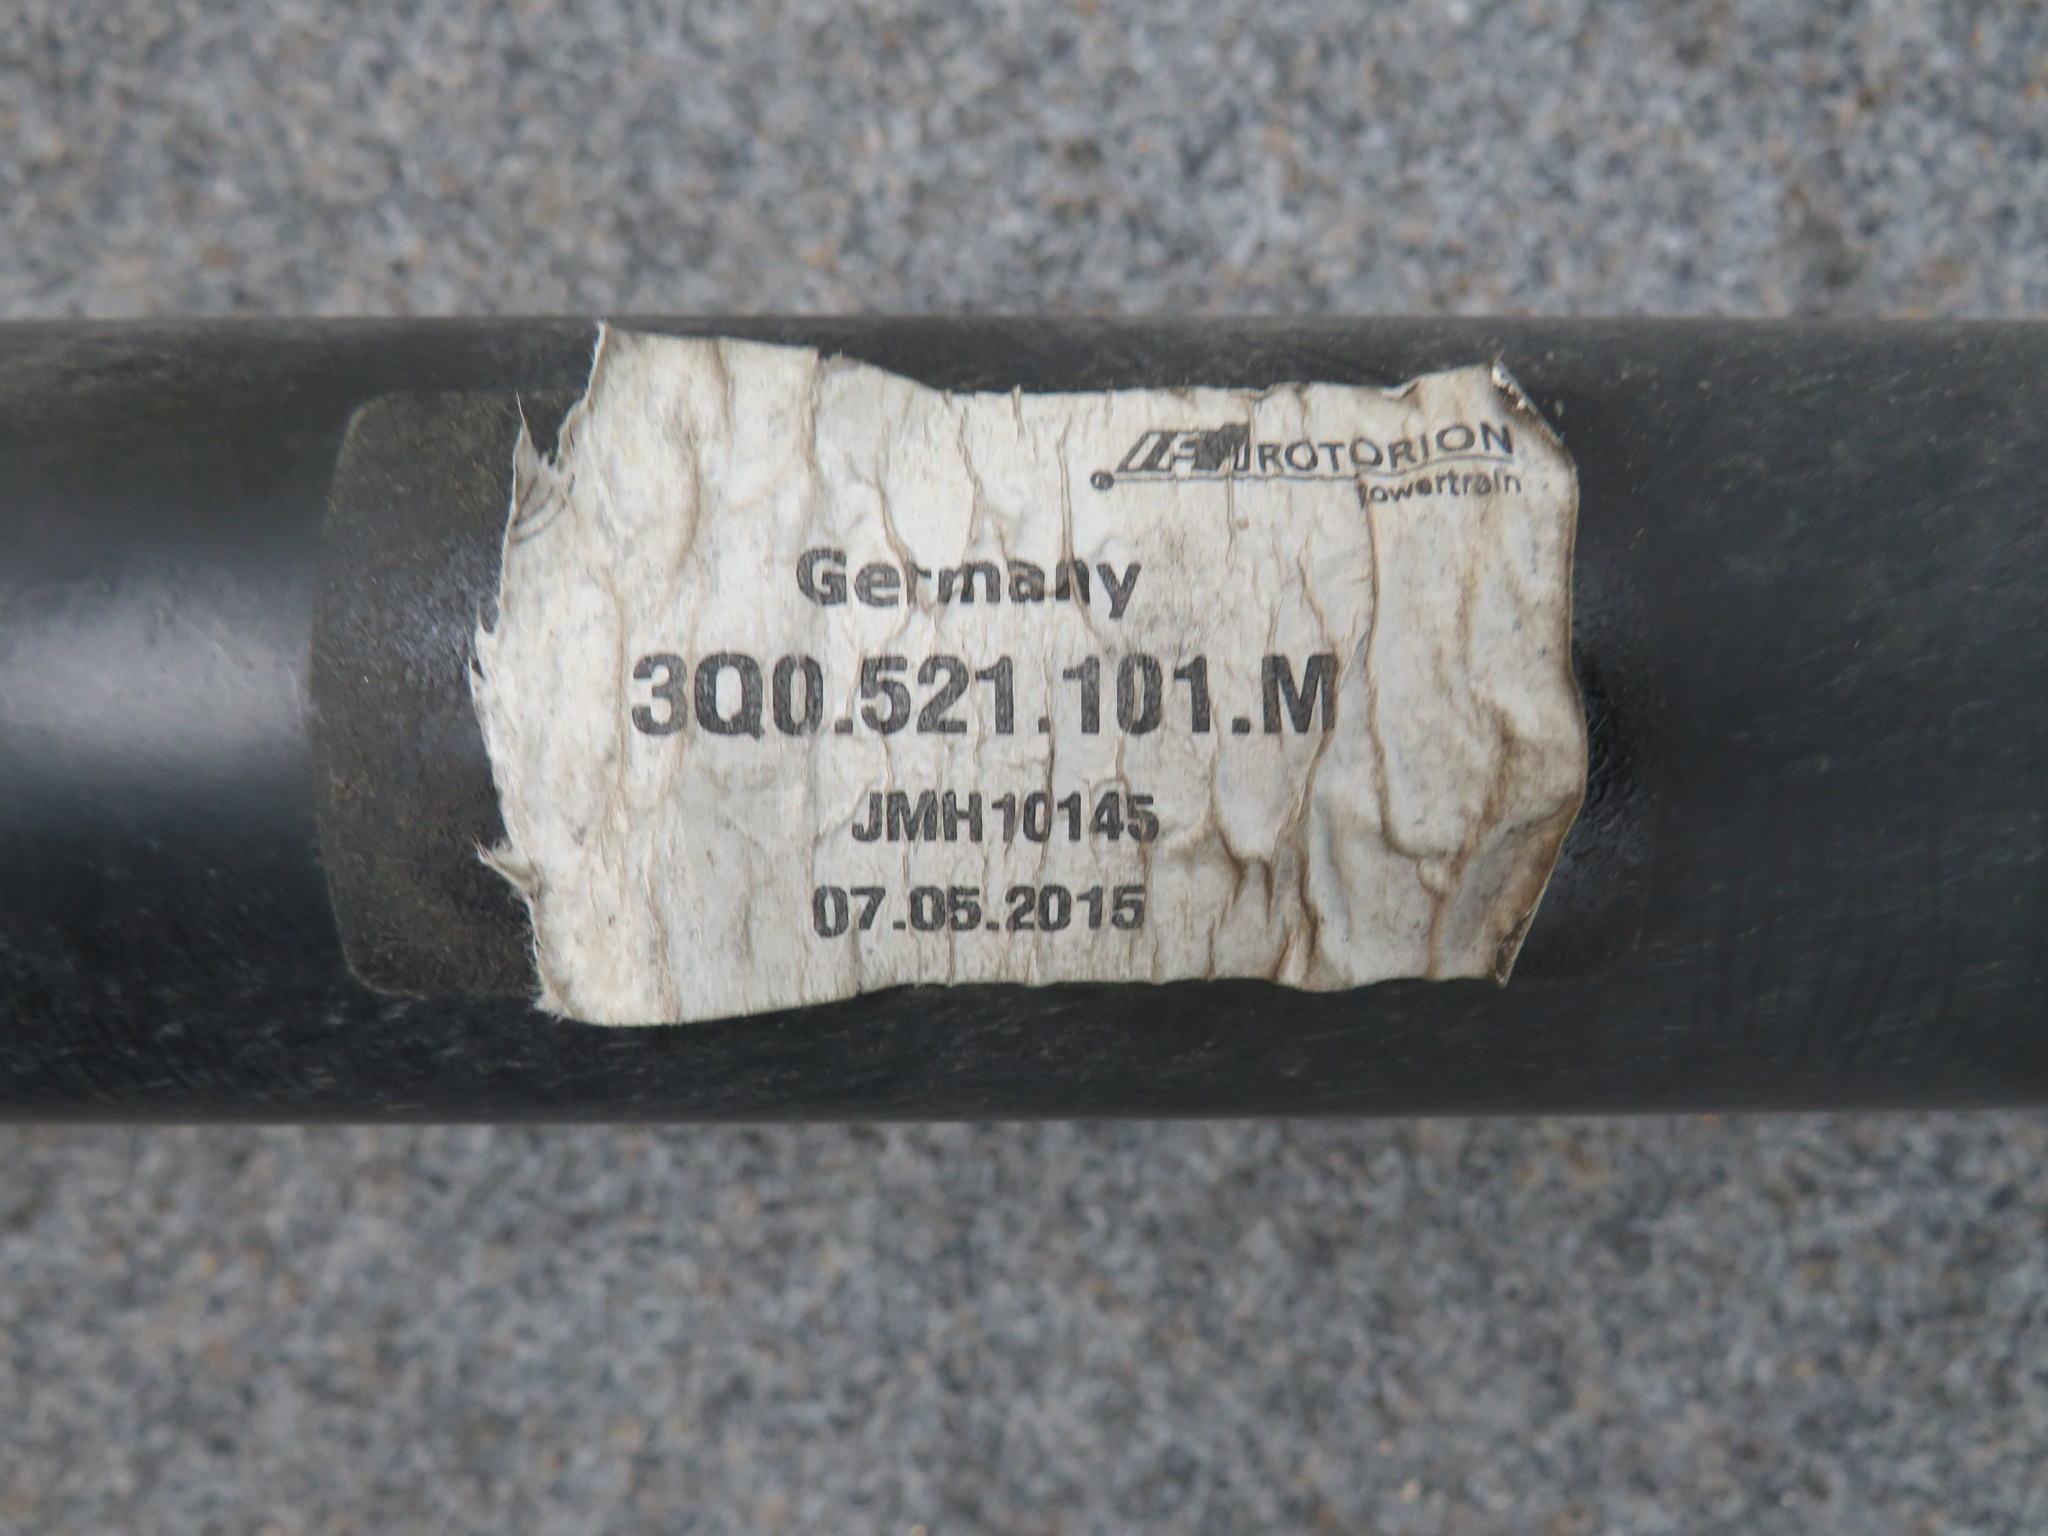 IFA ROTORION
Powertrain
Germany
3Q0.521.101.M
JMH10145
07.05.2015